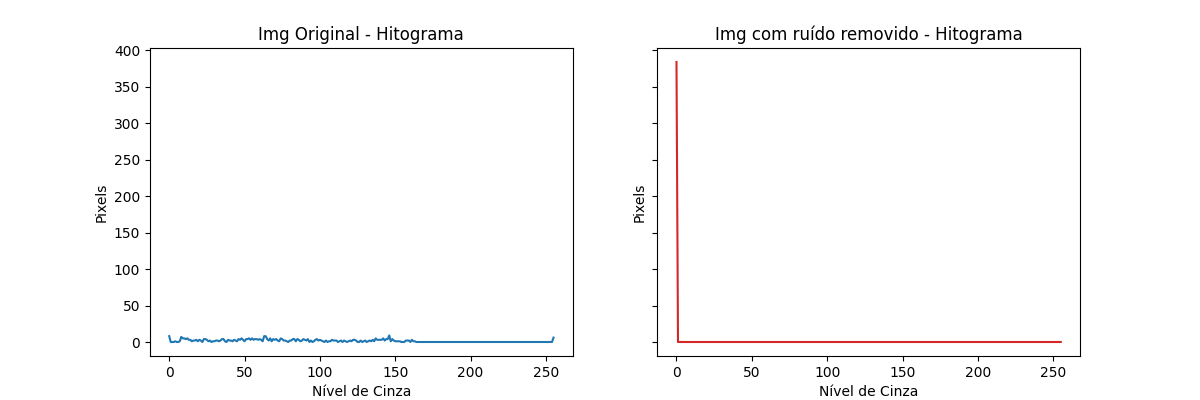 Img Original - Hitograma
Img com ruído removido - Hitograma
400
350
300
250
200
150
100
50
0
Pixels
Pixels
0 50 100 150 200 250
0 50 100 150 200 250
Nível de Cinza
Nível de Cinza